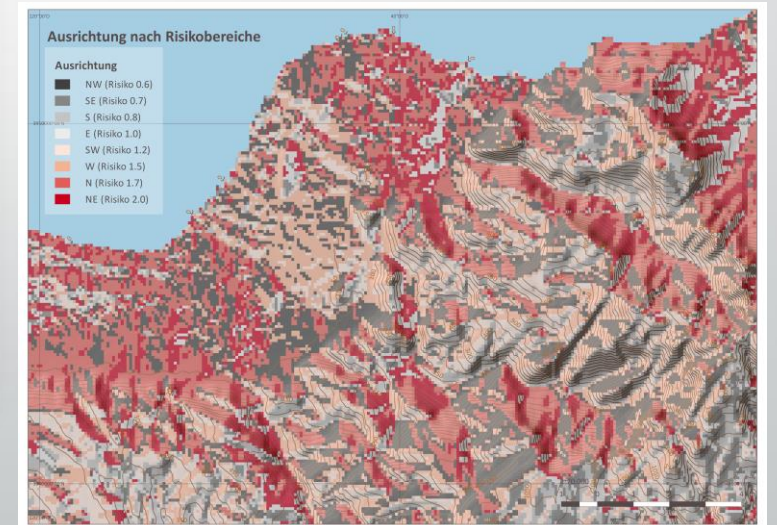 Ausrichtung nach Risikobereiche
Ausrichtung
NW (Risiko 0.6)
SE (Risiko 0.7)
S (Risiko 0.8)
E (Risiko 1.0)
SW (Risiko 1.2)
W (Risiko 1.5)
N (Risiko 1.7)
NE (Risiko 2.0)